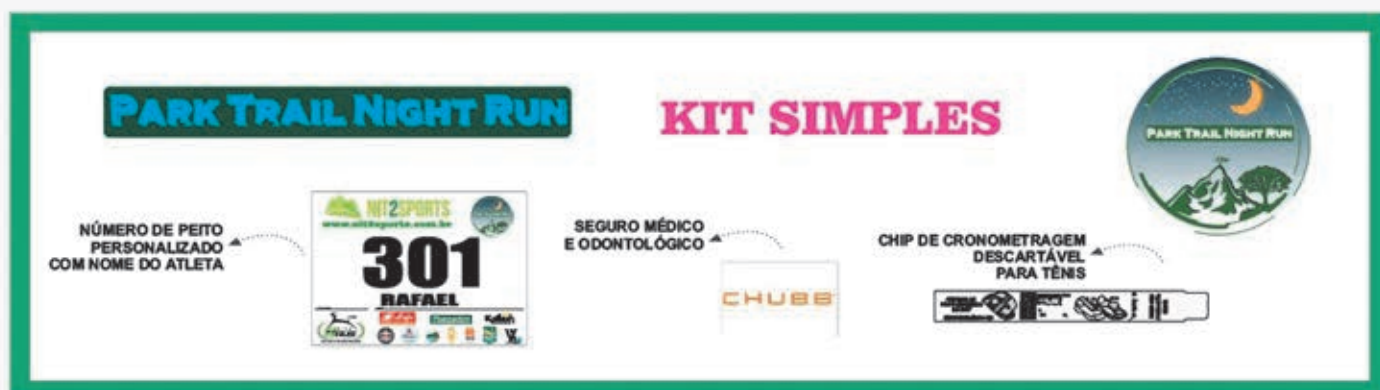 PARK TRAIL NIGHT RUN
KIT SIMPLES
PARK TRAIL NIGHT RUN
NÚMERO DE PEITO
PERSONALIZADO
COM NOME DO ATLETA
NIT2SPORTS
www.nit2sports.com.br
301
RAFAEL
SEGURO MÉDICO
E ODONTOLÓGICO
CHUBB
CHIP DE CRONOMETRAGEM
DESCARTÁVEL
PARA TÊNIS